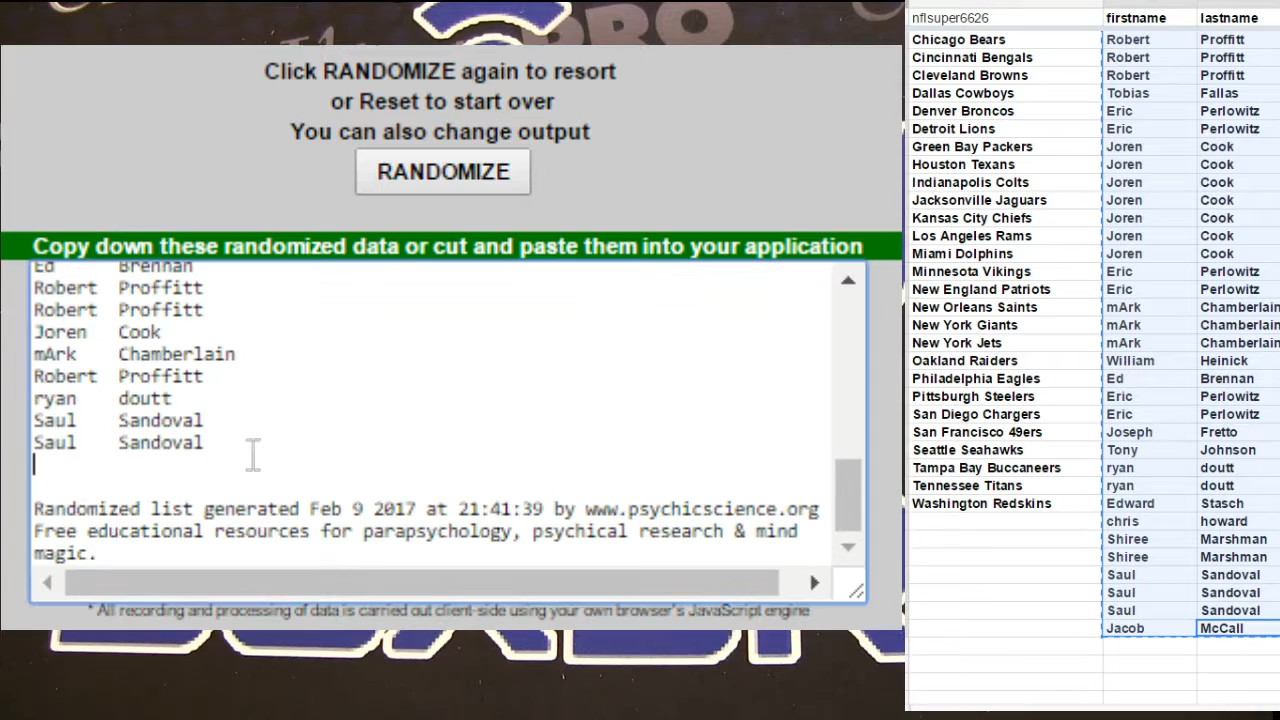 PRO
Click RANDOMIZE again to resort
or Reset to start over
You can also change output
RANDOMIZE
Copy down these randomized data or cut and paste them into your application
Ed Brennan
Robert Proffitt
Robert Proffitt
Joren Cook
mArk Chamberlain
Robert Proffitt
ryan doutt
Saul Sandoval
Saul Sandoval
Randomized list generated Feb 9 2017 at 21:41:39 by www.psychicscience.org
Free educational resources for parapsychology, psychical research & mind
magic.
* All recording and processing of data is carried out client-side using your own browser's JavaScript engine
nflsuper6626 firstname lastname
Chicago Bears Robert Proffitt
Cincinnati Bengals Robert Proffitt
Cleveland Browns Robert Proffitt
Dallas Cowboys Tobias Fallas
Denver Broncos Eric Perlowitz
Detroit Lions Eric Perlowitz
Green Bay Packers Joren Cook
Houston Texans Joren Cook
Indianapolis Colts Joren Cook
Jacksonville Jaguars Joren Cook
Kansas City Chiefs Joren Cook
Los Angeles Rams Joren Cook
Miami Dolphins Joren Cook
Minnesota Vikings Eric Perlowitz
New England Patriots Eric Perlowitz
New Orleans Saints mArk Chamberlain
New York Giants mArk Chamberlain
New York Jets mArk Chamberlain
Oakland Raiders William Heinick
Philadelphia Eagles Ed Brennan
Pittsburgh Steelers Eric Perlowitz
San Diego Chargers Eric Perlowitz
San Francisco 49ers Joseph Fretto
Seattle Seahawks Tony Johnson
Tampa Bay Buccaneers ryan doutt
Tennessee Titans ryan doutt
Washington Redskins Edward Stasch
chris howard
Shiree Marshman
Shiree Marshman
Saul Sandoval
Saul Sandoval
Saul Sandoval
Jacob McCall